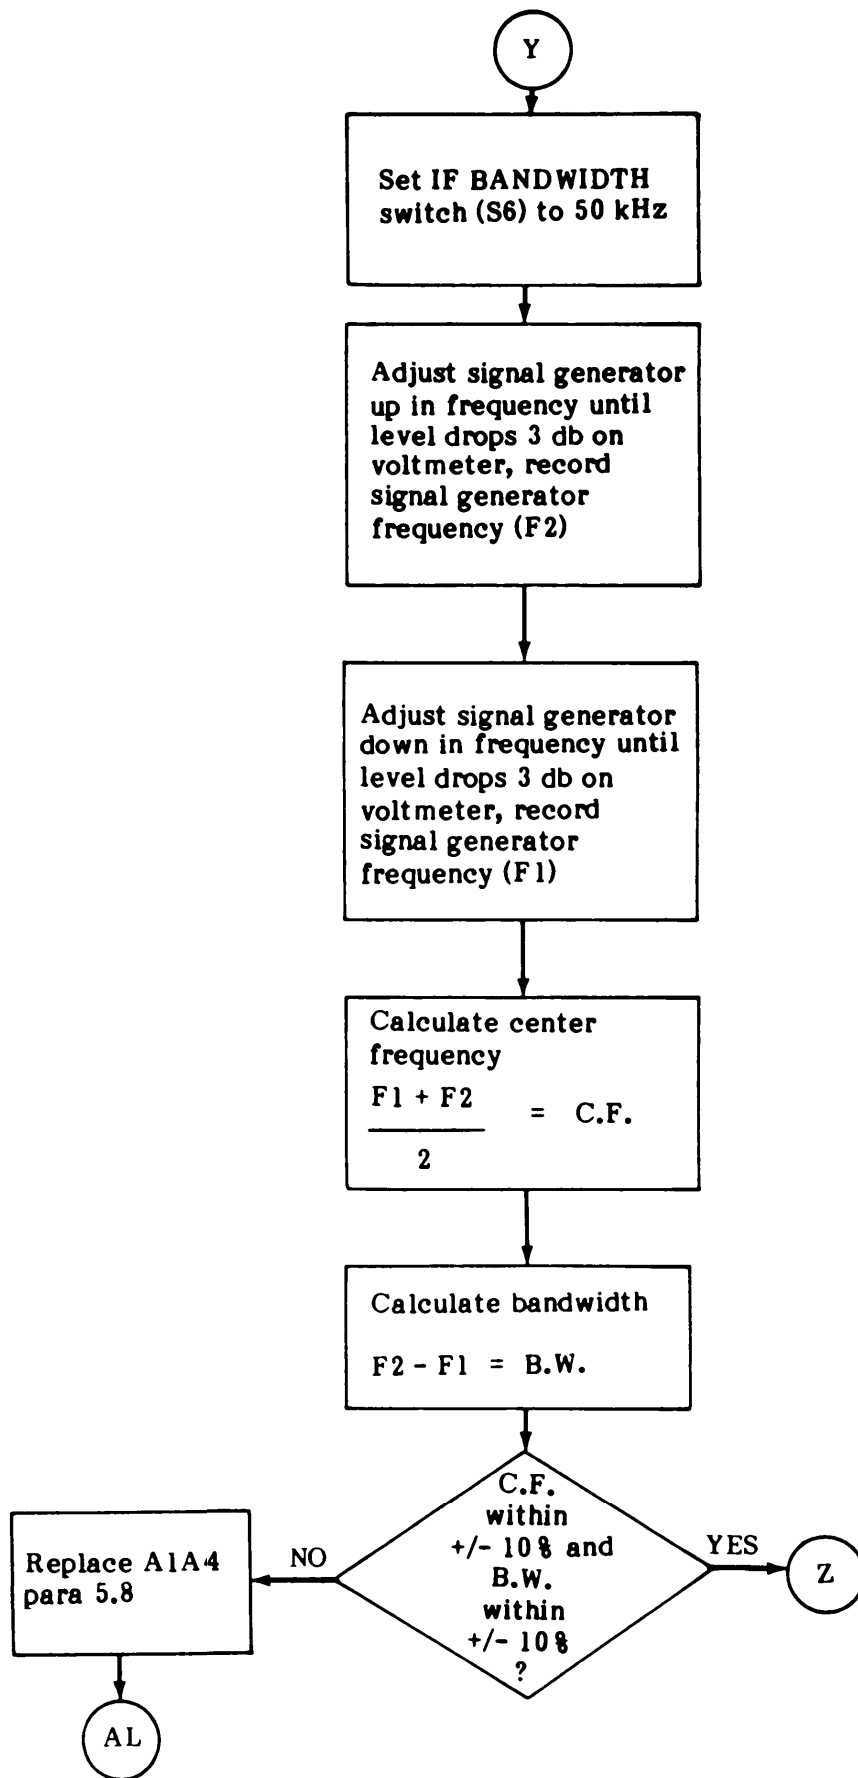 Y
Set IF BANDWIDTH
switch (S6) to 50 kHz
Adjust signal generator
up in frequency until
level drops 3 db on
voltmeter, record
signal generator
frequency (F2)
Adjust signal generator
down in frequency until
level drops 3 db on
voltmeter, record
signal generator
frequency (F1)
Calculate center
frequency
F1 + F2
= C.F.
2
Calculate bandwidth
F2 - F1 = B.W.
C.F.
within
+/- 10% and
B.W.
within
+/- 10%
?
NO
YES
Replace A1A4
para 5.8
Z
AL